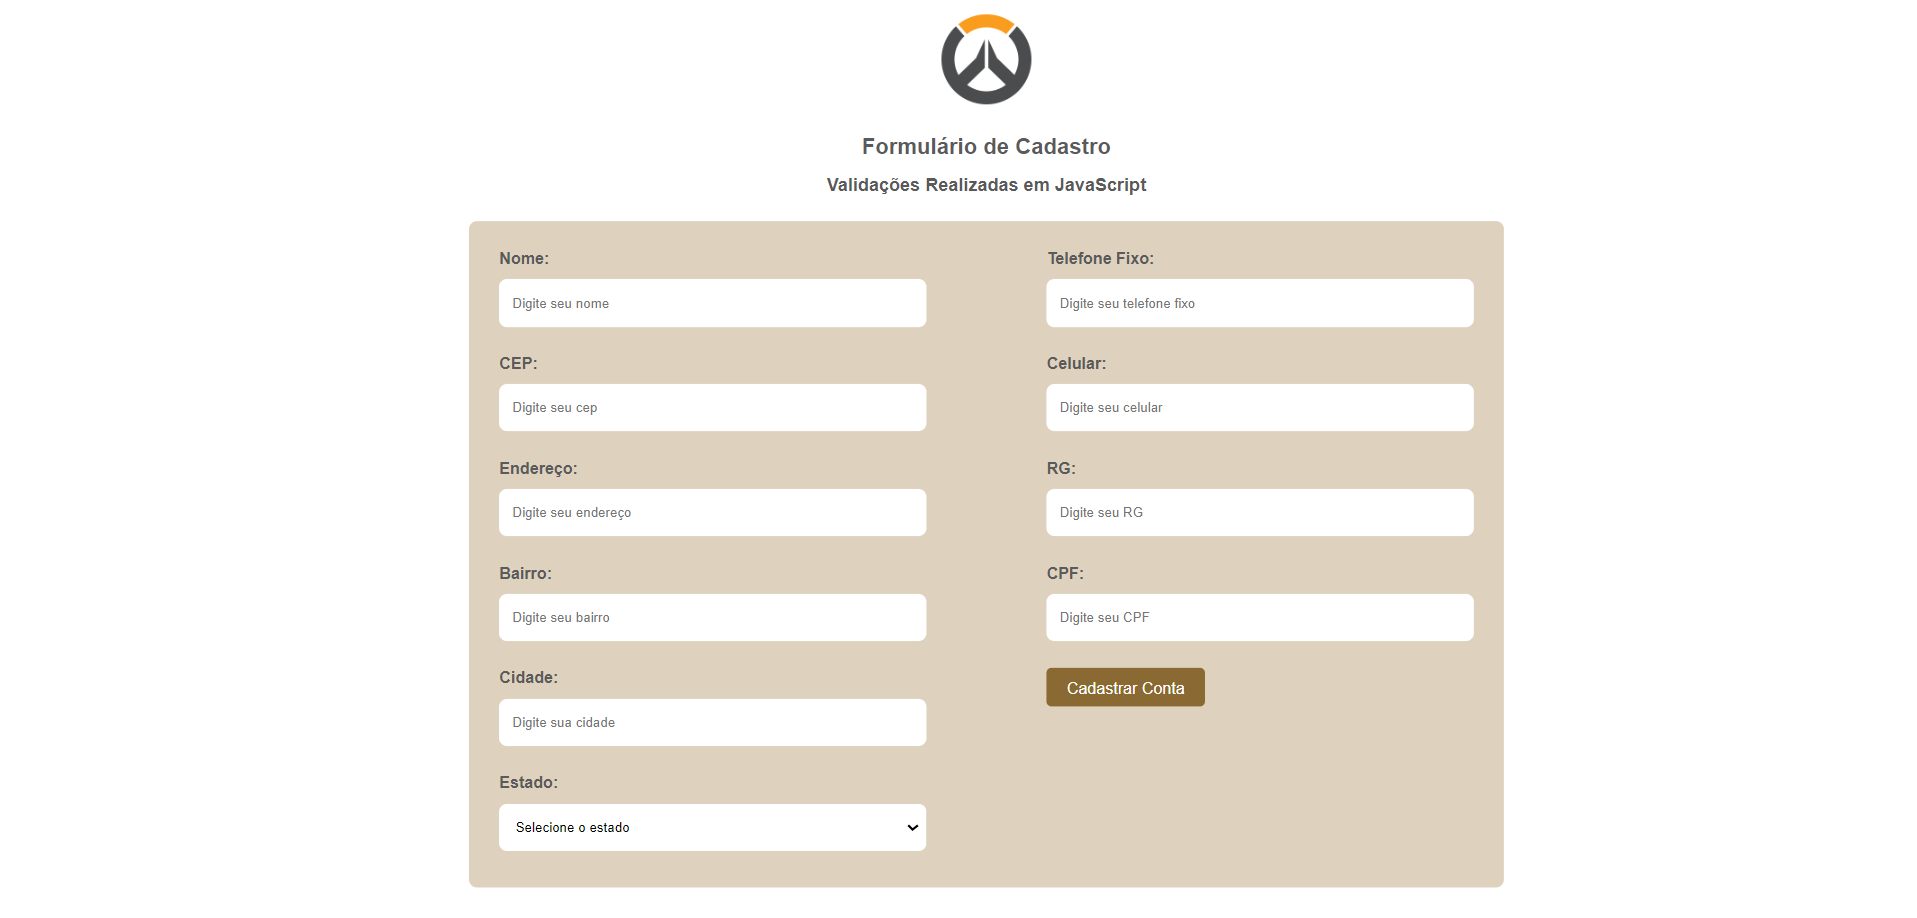 Formulário de Cadastro
Validações Realizadas em JavaScript
Nome:
Digite seu nome
CEP:
Digite seu cep
Endereço:
Digite seu endereço
Bairro:
Digite seu bairro
Cidade:
Digite sua cidade
Estado:
Selecione o estado
Telefone Fixo:
Digite seu telefone fixo
Celular:
Digite seu celular
RG:
Digite seu RG
CPF:
Digite seu CPF
Cadastrar Conta